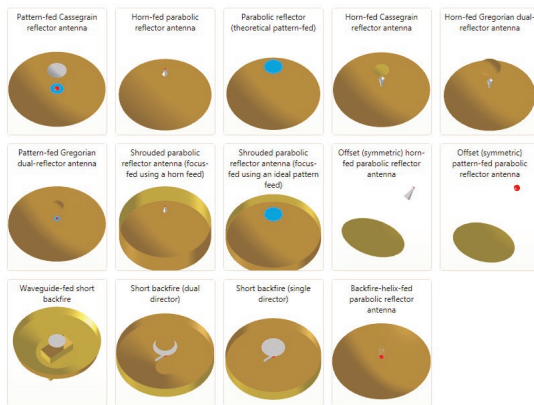 Pattern-fed Cassegrain
reflector antenna
Horn-fed parabolic
reflector antenna
Parabolic reflector
(theoretical pattern-fed)
Horn-fed Cassegrain
reflector antenna
Horn-fed Gregorian dual-
reflector antenna
Pattern-fed Gregorian
dual-reflector antenna
Shrouded parabolic
reflector antenna (focus-
fed using a horn feed)
Shrouded parabolic
reflector antenna (focus-
fed using an ideal pattern
feed)
Offset (symmetric) horn-
fed parabolic reflector
antenna
Offset (symmetric)
pattern-fed parabolic
reflector antenna
Waveguide-fed short
backfire
Short backfire (dual
director)
Short backfire (single
director)
Backfire-helix-fed
parabolic reflector
antenna